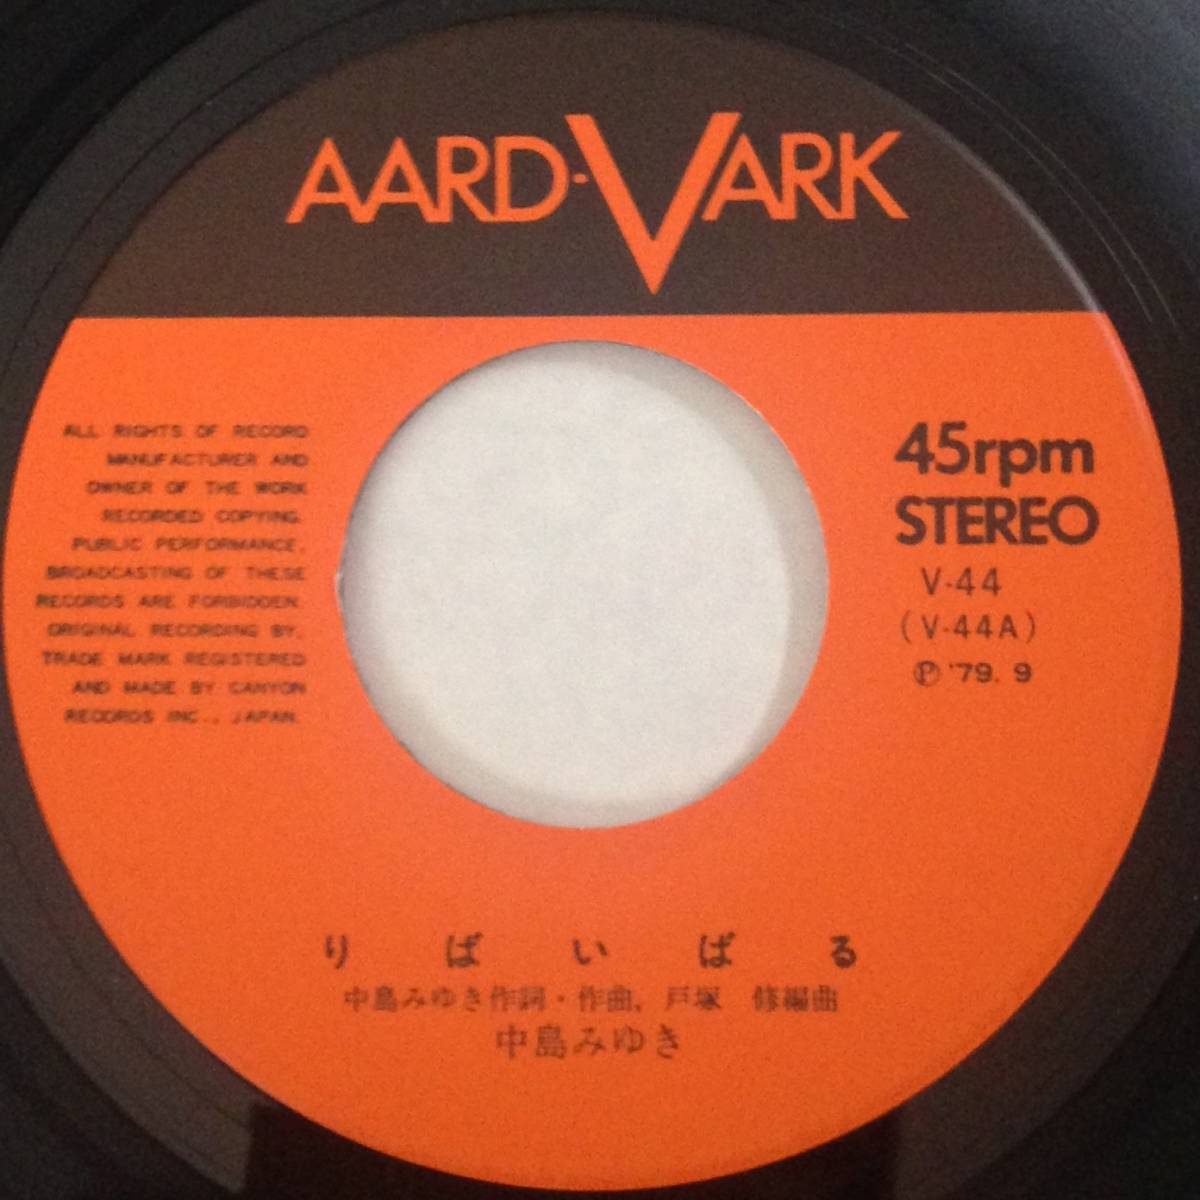 AARD-VARK
ALL RIGHTS OF RECORD
MANUFACTURER AND
OWNER OF THE WORK
RECORDED COPYING.
PUBLIC PERFORMANCE,
BROADCASTING OF THESE
RECORDS ARE FORBIDDEN.
ORIGINAL RECORDING BY,
TRADE MARK REGISTERED
AND MADE BY CANYON
RECORDS INC., JAPAN.
45rpm
STEREO
V-44
(V-44A)
Ⓟ '79. 9
りばいばる
中島みゆき作詞・作曲, 戸塚 修編曲
中島みゆき